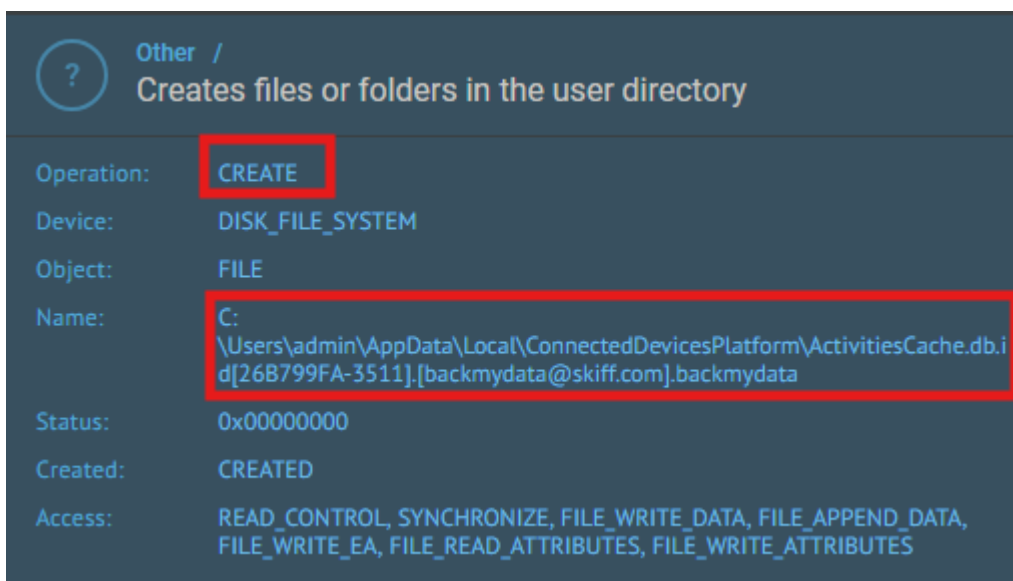 ?
Other /
Creates files or folders in the user directory
Operation: CREATE
Device: DISK_FILE_SYSTEM
Object: FILE
Name: C:
\Users\admin\AppData\Local\ConnectedDevicesPlatform\ActivitiesCache.db.i
d[26B799FA-3511].[backmydata@skiff.com].backmydata
Status: 0x00000000
Created: CREATED
Access: READ_CONTROL, SYNCHRONIZE, FILE_WRITE_DATA, FILE_APPEND_DATA,
FILE_WRITE_EA, FILE_READ_ATTRIBUTES, FILE_WRITE_ATTRIBUTES